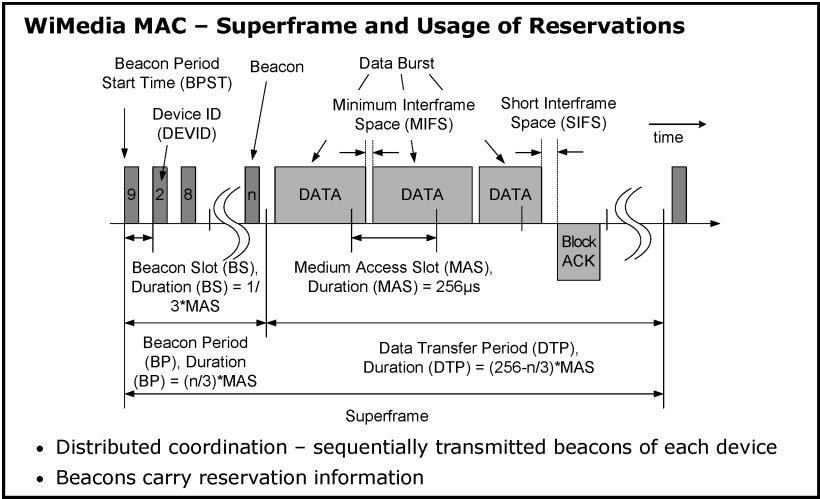 WiMedia MAC – Superframe and Usage of Reservations
Beacon Period
Start Time (BPST)
Beacon
Data Burst
Device ID
(DEVID)
Minimum Interframe
Space (MIFS)
Short Interframe
Space (SIFS)
time
9
2
8
n
DATA
DATA
DATA
Block
ACK
Beacon Slot (BS),
Duration (BS) = 1/
3*MAS
Medium Access Slot (MAS),
Duration (MAS) = 256µs
Beacon Period
(BP), Duration
(BP) = (n/3)*MAS
Data Transfer Period (DTP),
Duration (DTP) = (256-n/3)*MAS
Superframe
• Distributed coordination – sequentially transmitted beacons of each device
• Beacons carry reservation information